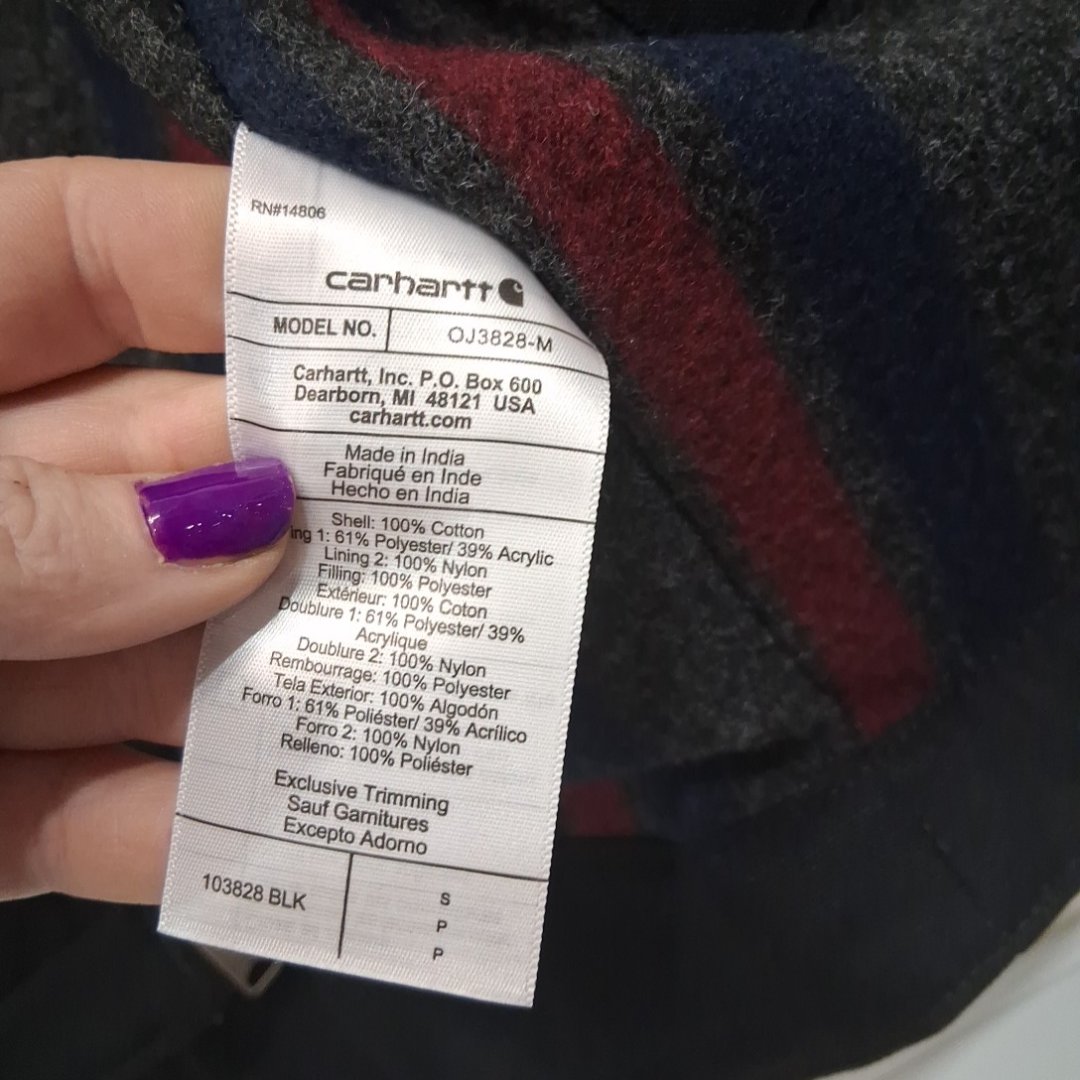 RN#14806
carhartt
MODEL NO. OJ3828-M
Carhartt, Inc. P.O. Box 600
Dearborn, MI 48121 USA
carhartt.com
Made in India
Fabriqué en Inde
Hecho en India
Shell: 100% Cotton
ing 1: 61% Polyester/ 39% Acrylic
Lining 2: 100% Nylon
Filling: 100% Polyester
Extérieur: 100% Coton
Doublure 1: 61% Polyester/ 39%
Acrylique
Doublure 2: 100% Nylon
Rembourrage: 100% Polyester
Tela Exterior: 100% Algodón
Forro 1: 61% Poliéster/ 39% Acrílico
Forro 2: 100% Nylon
Relleno: 100% Poliéster
Exclusive Trimming
Sauf Garnitures
Excepto Adorno
103828 BLK
S
P
P